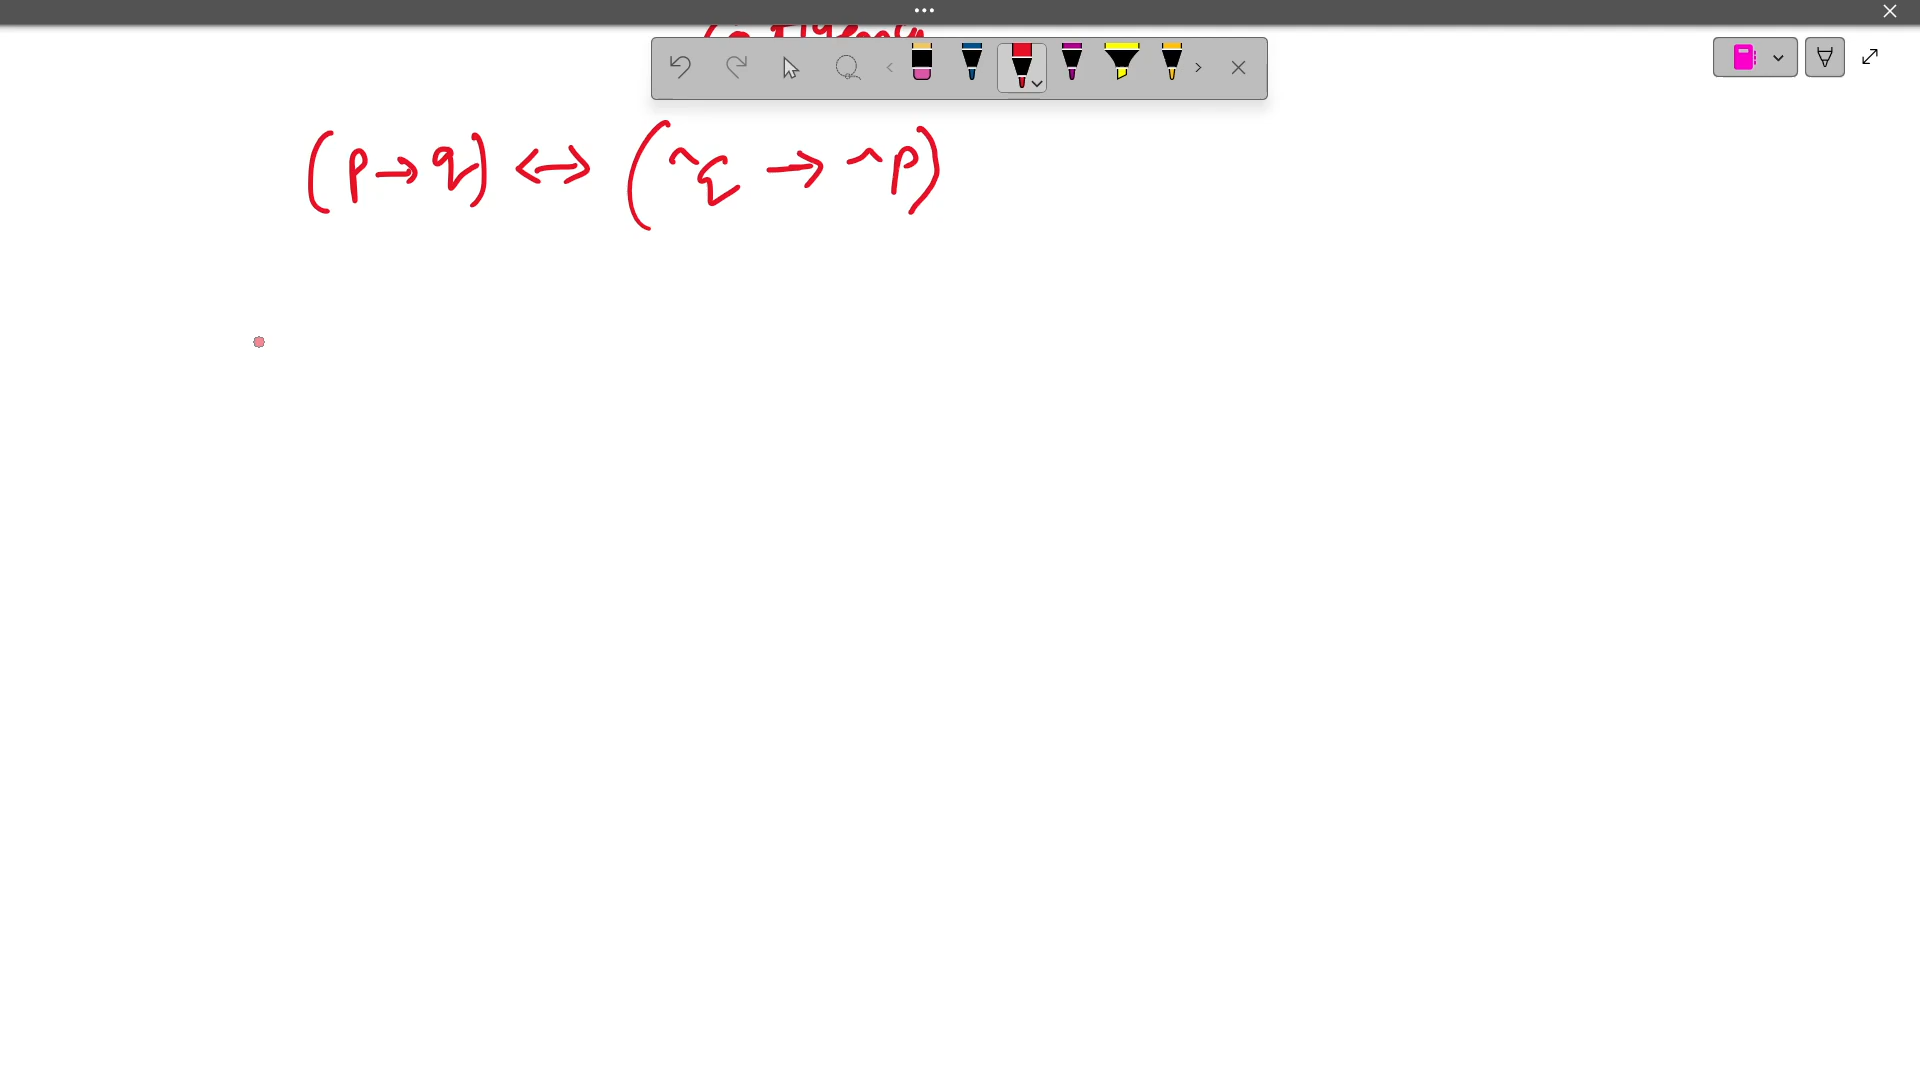 (p→q) ↔ (~q → ~p)